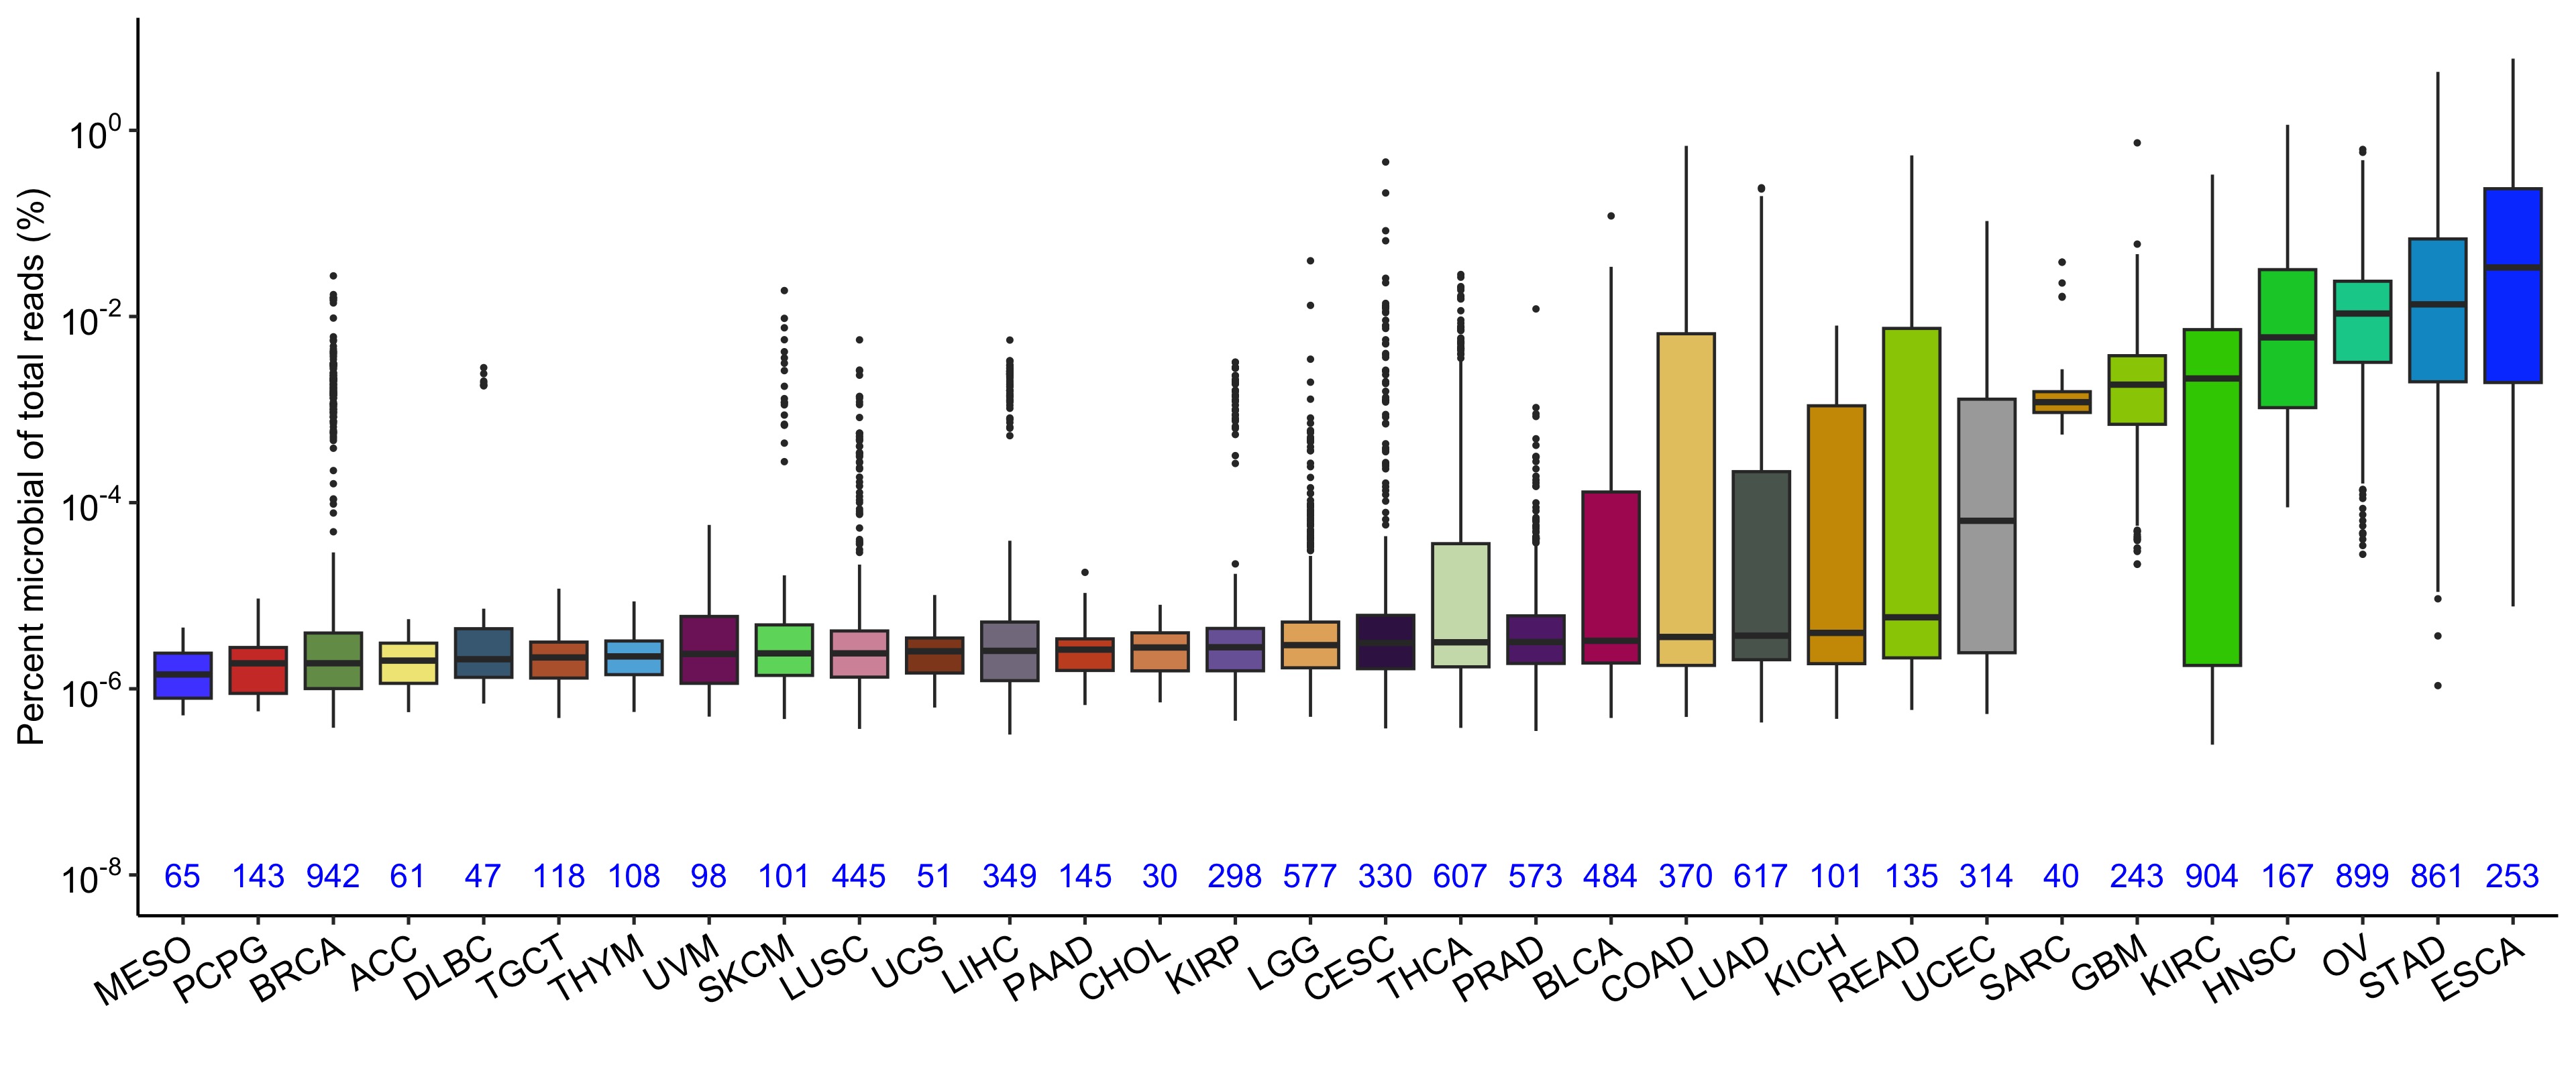 Percent microbial of total reads (%)
10^0
10^-2
10^-4
10^-6
10^-8
65 143 942 61 47 118 108 98 101 445 51 349 145 30 298 577 330 607 573 484 370 617 101 135 314 40 243 904 167 899 861 253
MESO PCPG BRCA ACC DLBC TGCT THYM UVM SKCM LUSC UCS LIHC PAAD CHOL KIRP LGG CESC THCA PRAD BLCA COAD LUAD KICH READ UCEC SARC GBM KIRC HNSC OV STAD ESCA